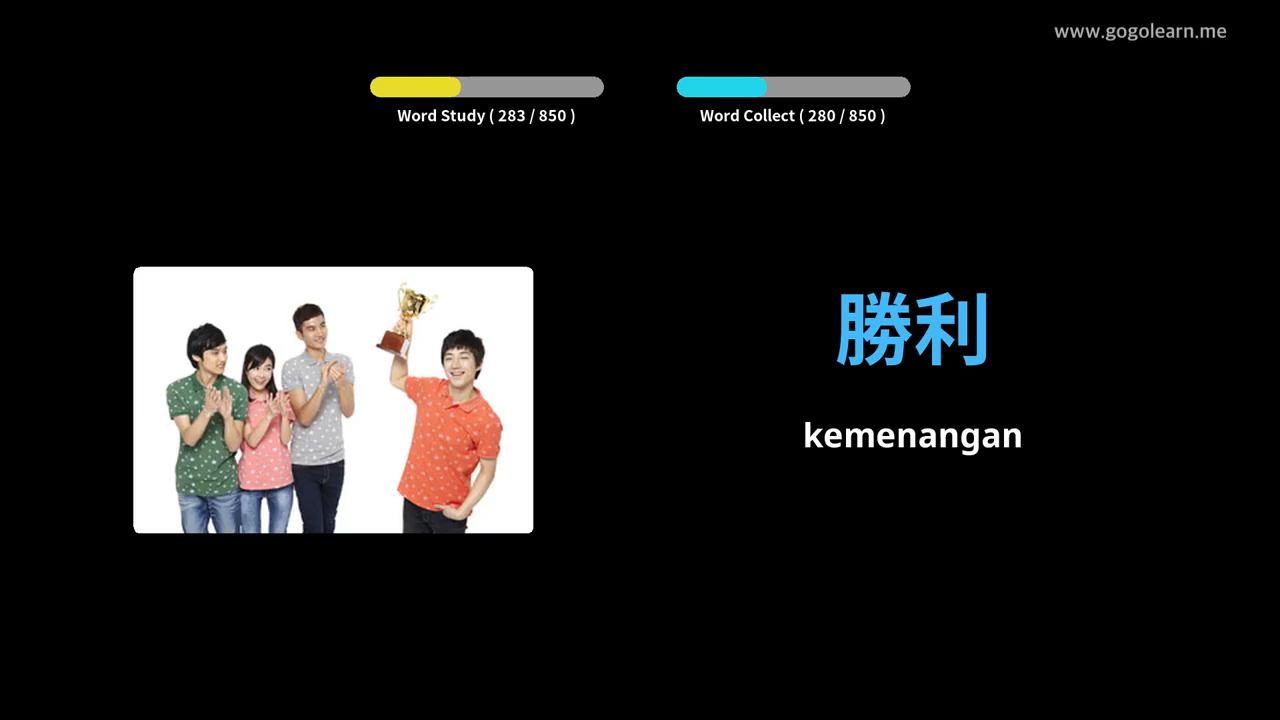 www.gogolearn.me
Word Study ( 283 / 850 )
Word Collect ( 280 / 850 )
勝利
kemenangan